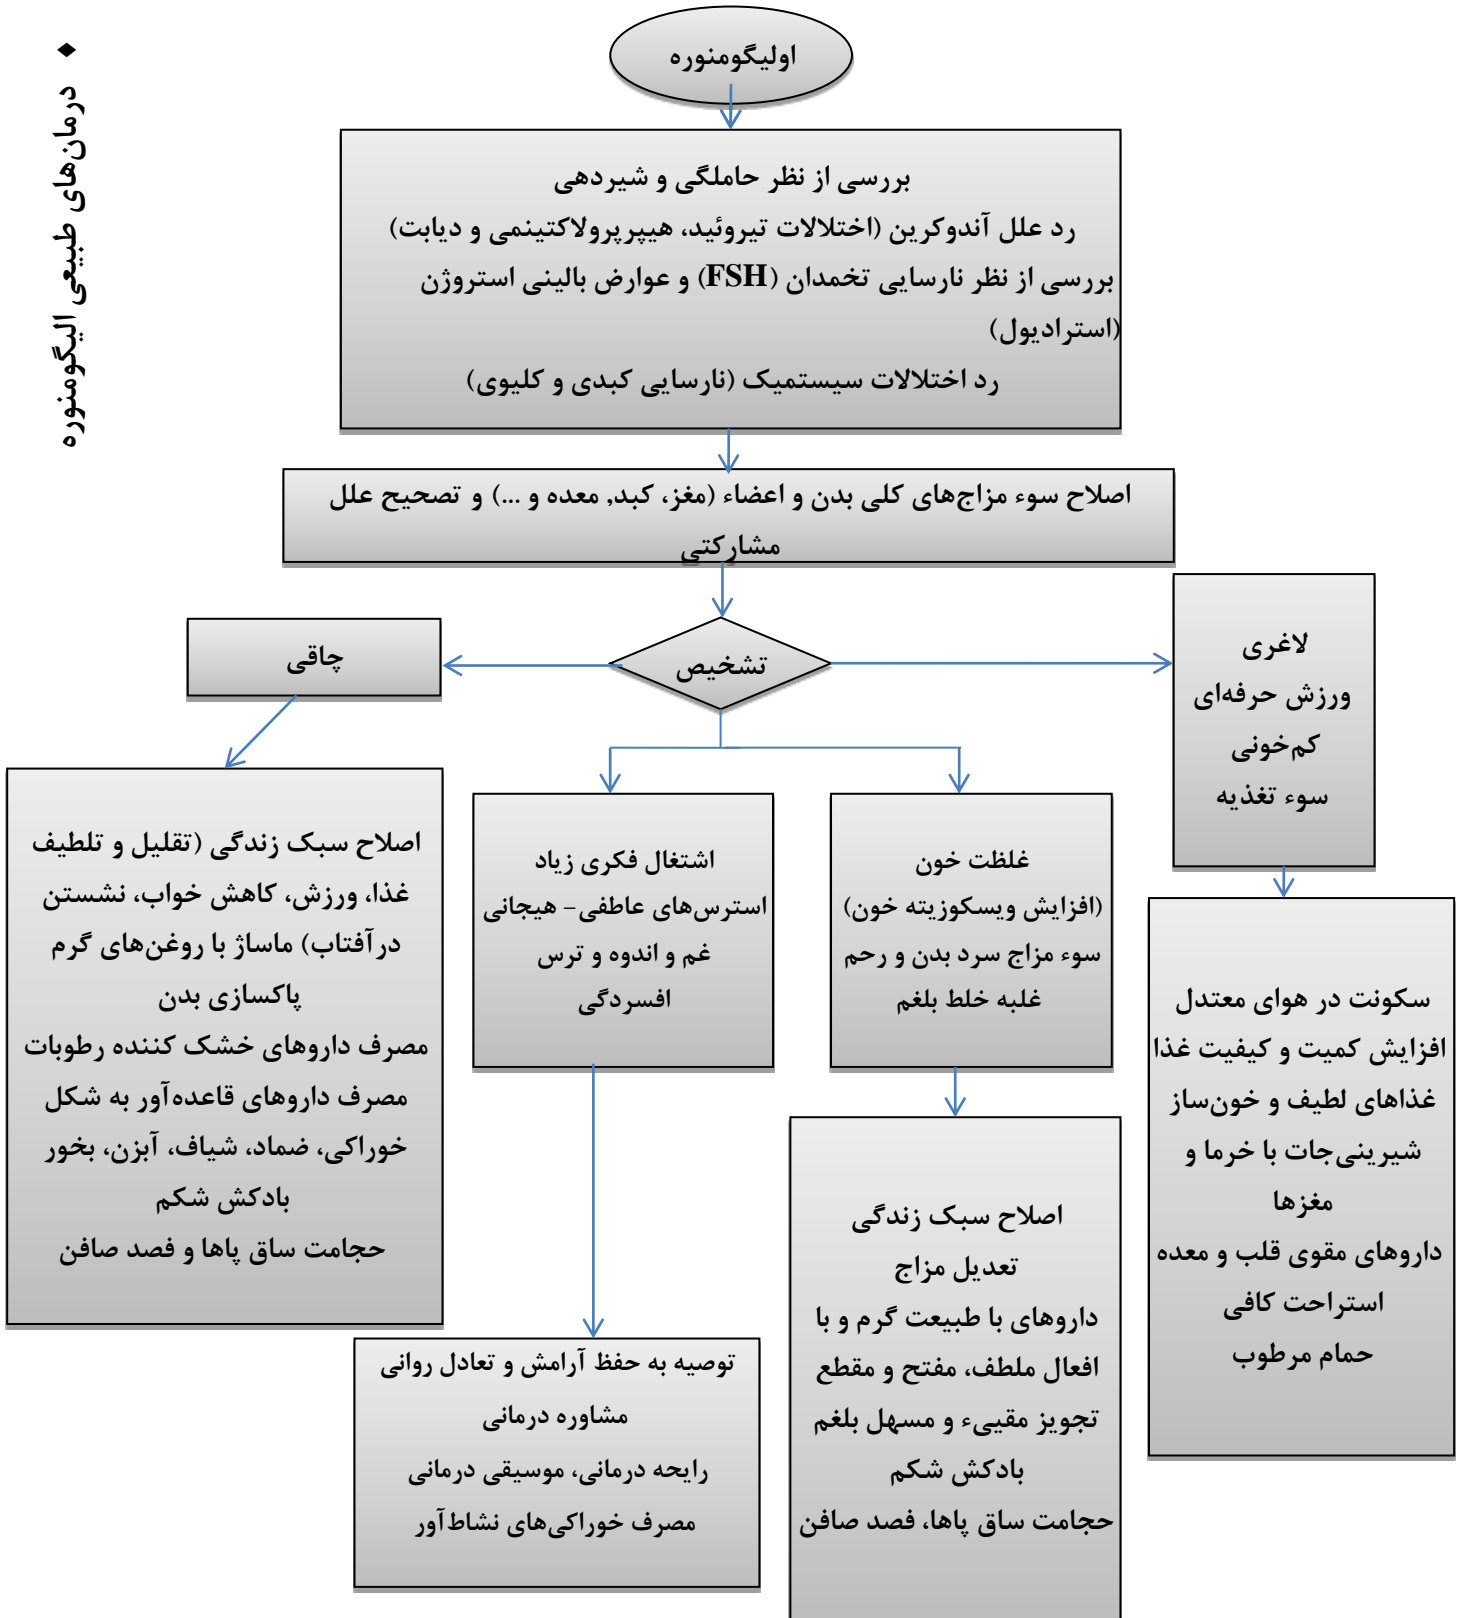 ♦ درمان‌های طبیعی الیگومنوره
اولیگومنوره
بررسی از نظر حاملگی و شیردهی
رد علل آندوکرین (اختلالات تیروئید، هیپرپرولاکتینمی و دیابت)
بررسی از نظر نارسایی تخمدان (FSH) و عوارض بالینی استروژن
(استرادیول)
رد اختلالات سیستمیک (نارسایی کبدی و کلیوی)
اصلاح سوء مزاج‌های کلی بدن و اعضاء (مغز، کبد, معده و ...) و تصحیح علل
مشارکتی
تشخیص
لاغری
ورزش حرفه‌ای
کم‌خونی
سوء تغذیه
سکونت در هوای معتدل
افزایش کمیت و کیفیت غذا
غذاهای لطیف و خون‌ساز
شیرینی‌جات با خرما و
مغزها
داروهای مقوی قلب و معده
استراحت کافی
حمام مرطوب
غلظت خون
(افزایش ویسکوزیته خون)
سوء مزاج سرد بدن و رحم
غلبه خلط بلغم
اصلاح سبک زندگی
تعدیل مزاج
داروهای با طبیعت گرم و با
افعال ملطف، مفتح و مقطع
تجویز مقییء و مسهل بلغم
بادکش شکم
حجامت ساق پاها، فصد صافن
اشتغال فکری زیاد
استرس‌های عاطفی- هیجانی
غم و اندوه و ترس
افسردگی
توصیه به حفظ آرامش و تعادل روانی
مشاوره درمانی
رایحه درمانی، موسیقی درمانی
مصرف خوراکی‌های نشاط‌آور
چاقی
اصلاح سبک زندگی (تقلیل و تلطیف
غذا، ورزش، کاهش خواب، نشستن
درآفتاب) ماساژ با روغن‌های گرم
پاکسازی بدن
مصرف داروهای خشک کننده رطوبات
مصرف داروهای قاعده‌آور به شکل
خوراکی، ضماد، شیاف، آبزن، بخور
بادکش شکم
حجامت ساق پاها و فصد صافن